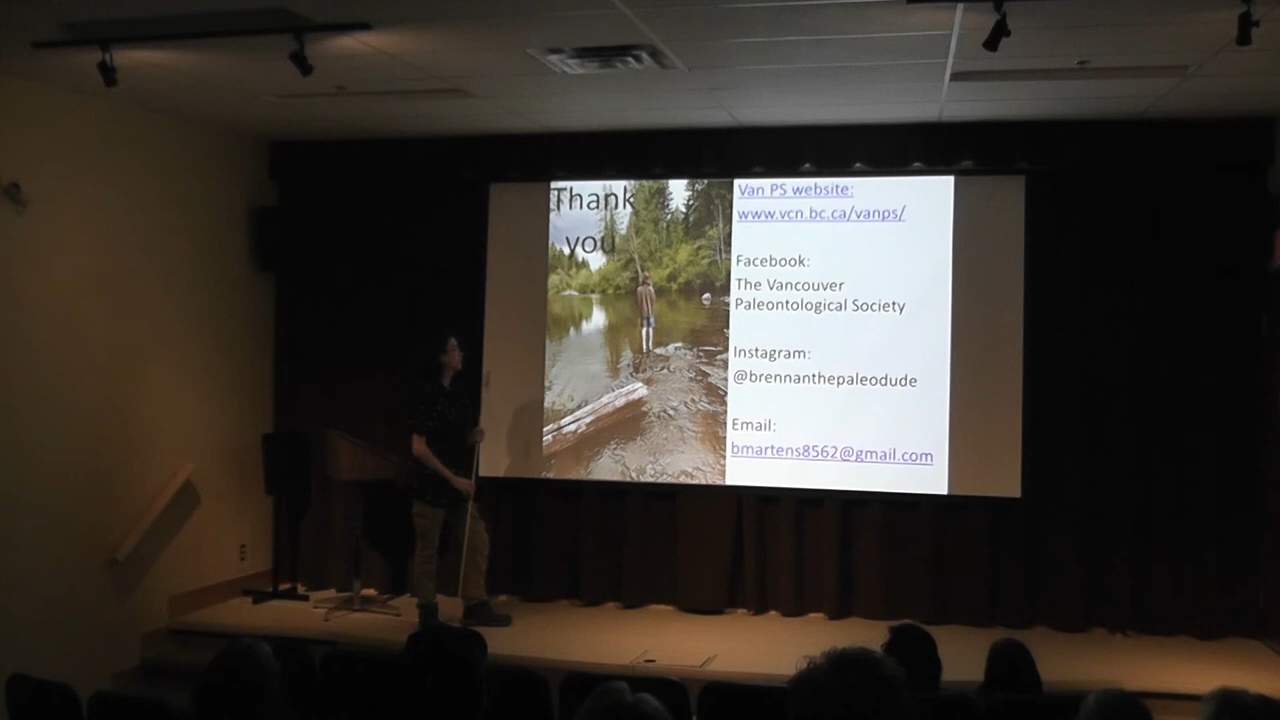 Thank
you
Van PS website:
www.vcn.bc.ca/vanps/
Facebook:
The Vancouver
Paleontological Society
Instagram:
@brennanthepaleodude
Email:
bmartens8562@gmail.com